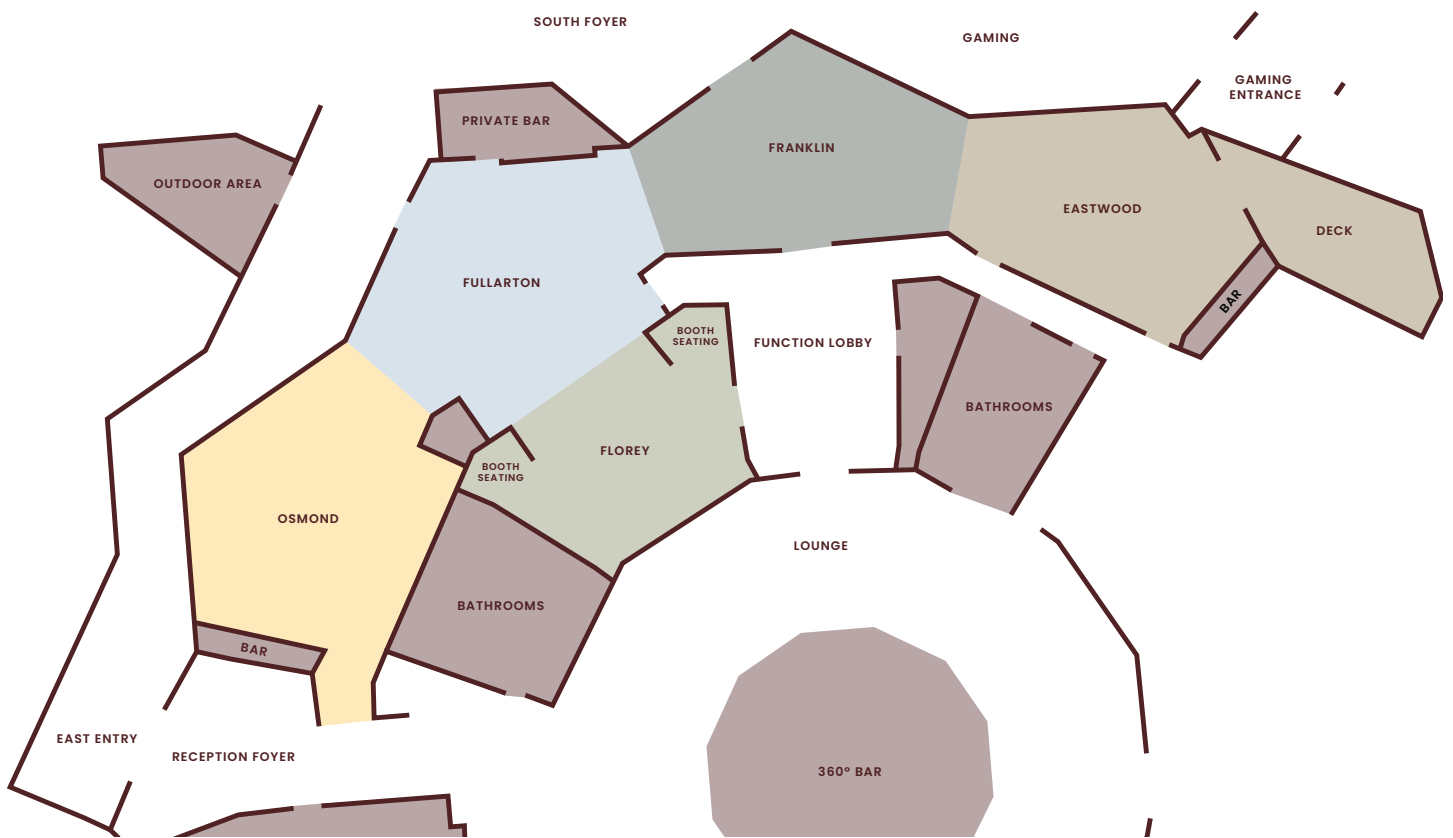 SOUTH FOYER
GAMING
GAMING
ENTRANCE
PRIVATE BAR
FRANKLIN
OUTDOOR AREA
EASTWOOD
DECK
FULLARTON
BAR
BOOTH
SEATING
FUNCTION LOBBY
BATHROOMS
FLOREY
BOOTH
SEATING
OSMOND
LOUNGE
BATHROOMS
BAR
EAST ENTRY
RECEPTION FOYER
360° BAR